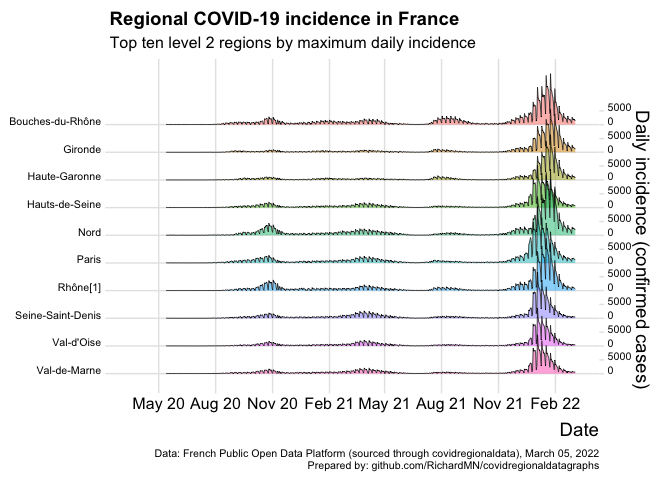 Regional COVID-19 incidence in France
Top ten level 2 regions by maximum daily incidence
Bouches-du-Rhône
Gironde
Haute-Garonne
Hauts-de-Seine
Nord
Paris
Rhône[1]
Seine-Saint-Denis
Val-d'Oise
Val-de-Marne
5000
0
5000
0
5000
0
5000
0
5000
0
5000
0
5000
0
5000
0
5000
0
5000
0
Daily incidence (confirmed cases)
May 20 Aug 20 Nov 20 Feb 21 May 21 Aug 21 Nov 21 Feb 22
Date
Data: French Public Open Data Platform (sourced through covidregionaldata), March 05, 2022
Prepared by: github.com/RichardMN/covidregionaldatagraphs